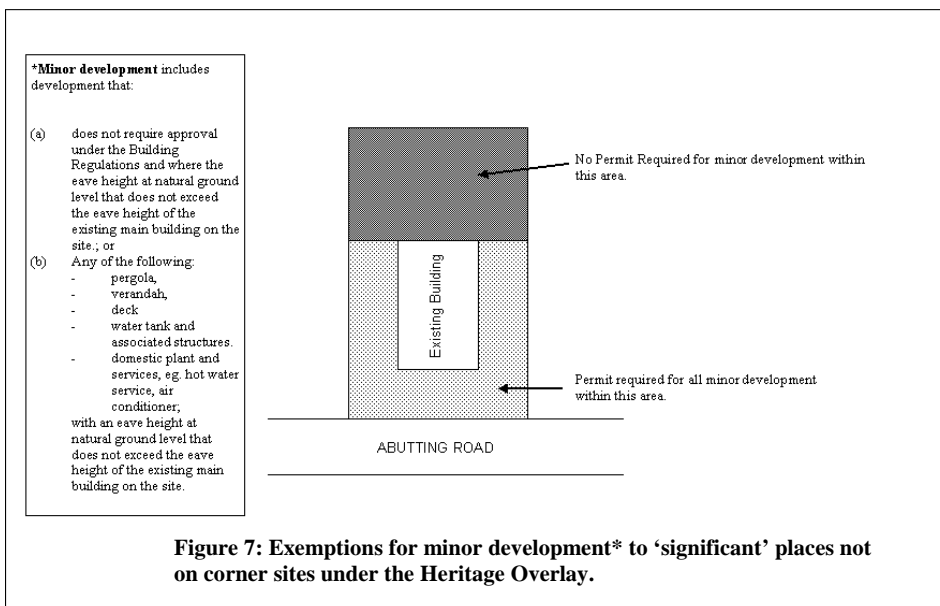 *Minor development includes
development that:
(a) does not require approval
under the Building
Regulations and where the
eave height at natural ground
level that does not exceed
the eave height of the
existing main building on the
site.; or
(b) Any of the following:
- pergola,
- verandah,
- deck
- water tank and
associated structures.
- domestic plant and
services, eg. hot water
service, air
conditioner;
with an eave height at
natural ground level that
does not exceed the eave
height of the existing main
building on the site.
No Permit Required for minor development within
this area.
Existing Building
Permit required for all minor development
within this area.
ABUTTING ROAD
Figure 7: Exemptions for minor development* to ‘significant’ places not
on corner sites under the Heritage Overlay.